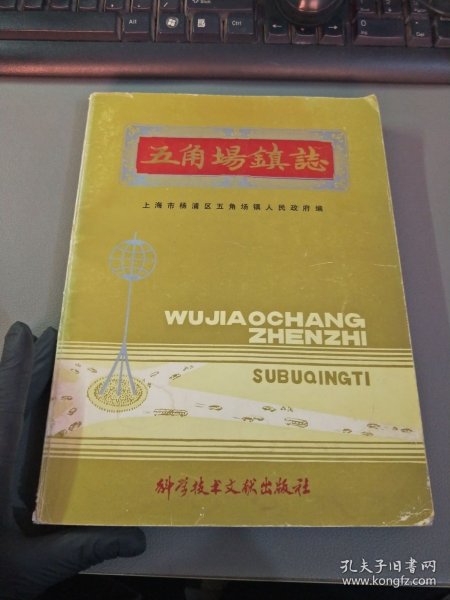 五角場鎮誌
上海市杨浦区五角场镇人民政府编
WUJIAOCHANG
ZHENZHI
SUBUQINGTI
科学技术文献出版社
孔夫子旧书网
www.kongfz.com